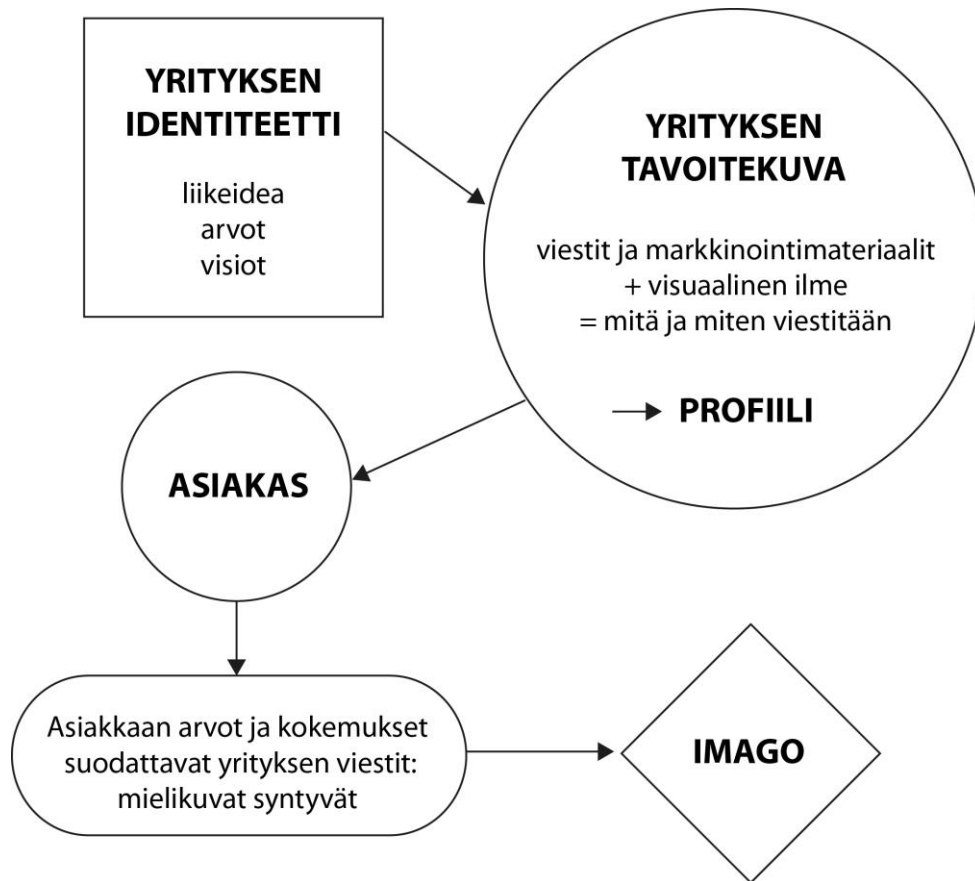 YRITYKSEN
IDENTITEETTI
liikeidea
arvot
visiot
YRITYKSEN
TAVOITEKUVA
viestit ja markkinointimateriaalit
+ visuaalinen ilme
= mitä ja miten viestitään
PROFIILI
ASIAKAS
Asiakkaan arvot ja kokemukset
suodattavat yrityksen viestit:
mielikuvat syntyvät
IMAGO